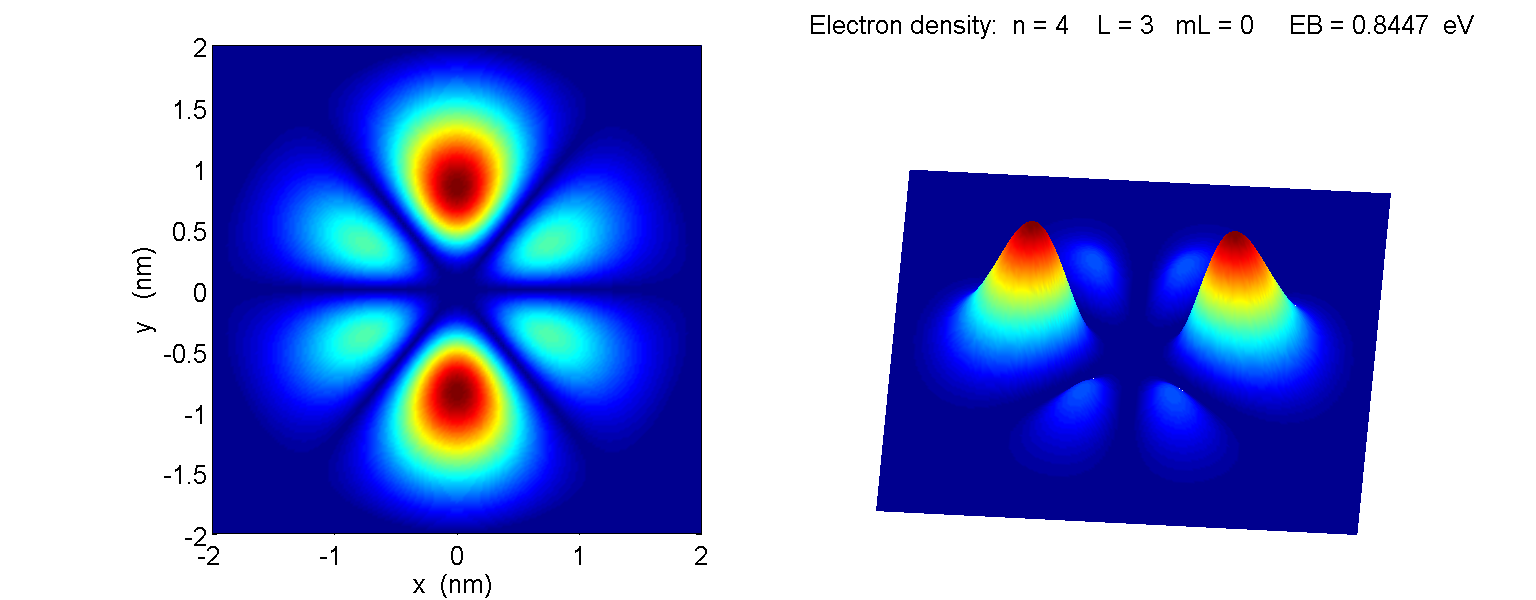 Electron density:  n = 4    L = 3   mL = 0     EB = 0.8447  eV
2
1.5
1
0.5
0
-0.5
-1
-1.5
-2
y   (nm)
-2 -1 0 1 2
x  (nm)